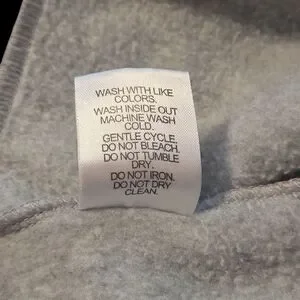 WASH WITH LIKE
COLORS.
WASH INSIDE OUT
MACHINE WASH
COLD.
GENTLE CYCLE.
DO NOT BLEACH.
DO NOT TUMBLE
DRY.
DO NOT IRON.
DO NOT DRY
CLEAN.